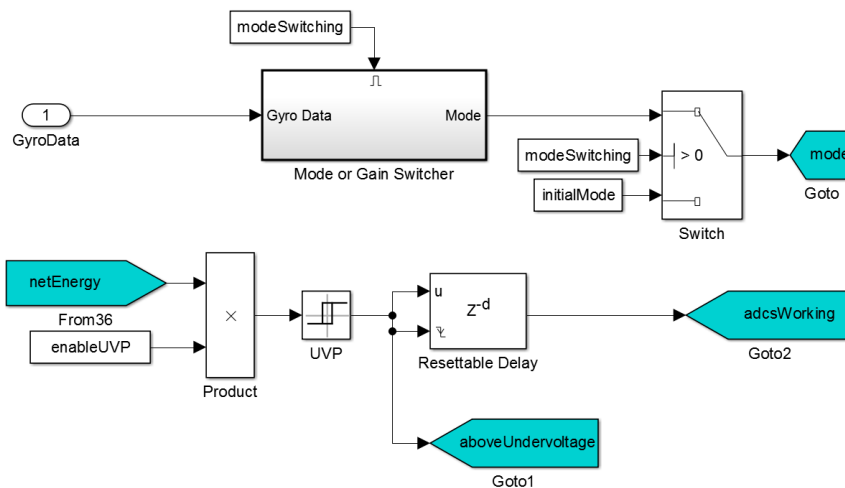 modeSwitching
1
GyroData
Gyro Data
Mode
Mode or Gain Switcher
modeSwitching
> 0
initialMode
Switch
mode
Goto
netEnergy
From36
enableUVP
×
Product
UVP
u
Z-d
Resettable Delay
adcsWorking
Goto2
aboveUndervoltage
Goto1